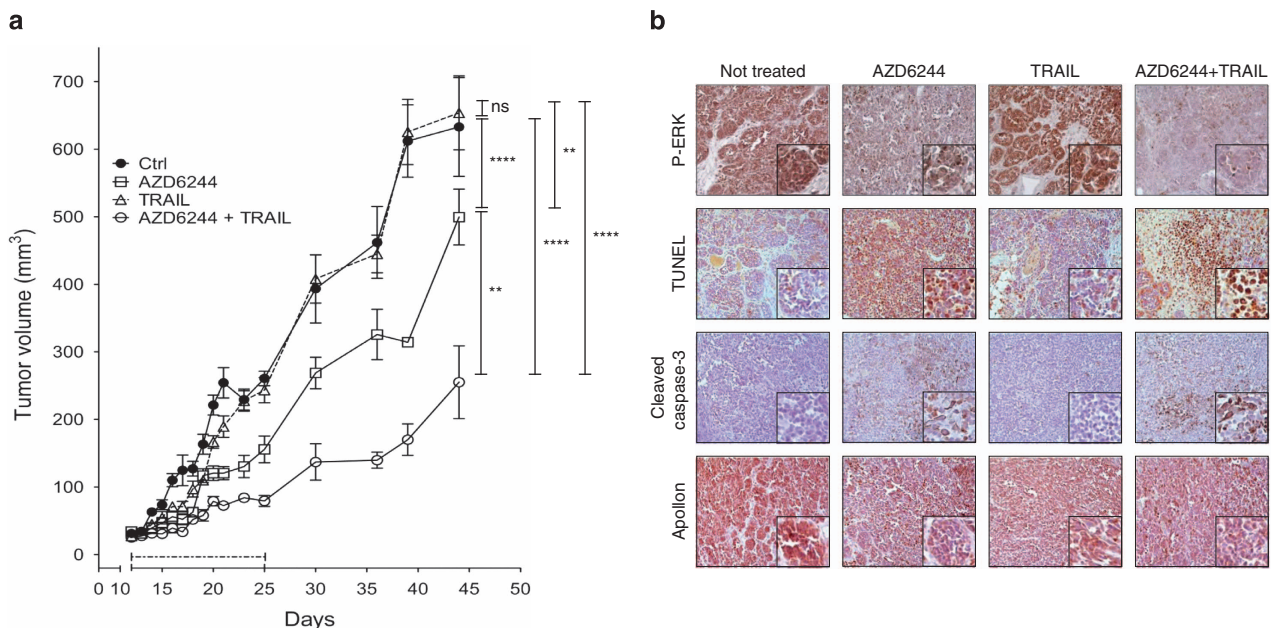 a
700
600
500
400
300
200
100
0
Tumor volume (mm³)
Ctrl
AZD6244
TRAIL
AZD6244 + TRAIL
ns
****
**
**
****
****
0 10 15 20 25 30 35 40 45 50
Days
b
Not treated AZD6244 TRAIL AZD6244+TRAIL
P-ERK
TUNEL
Cleaved
caspase-3
Apollon